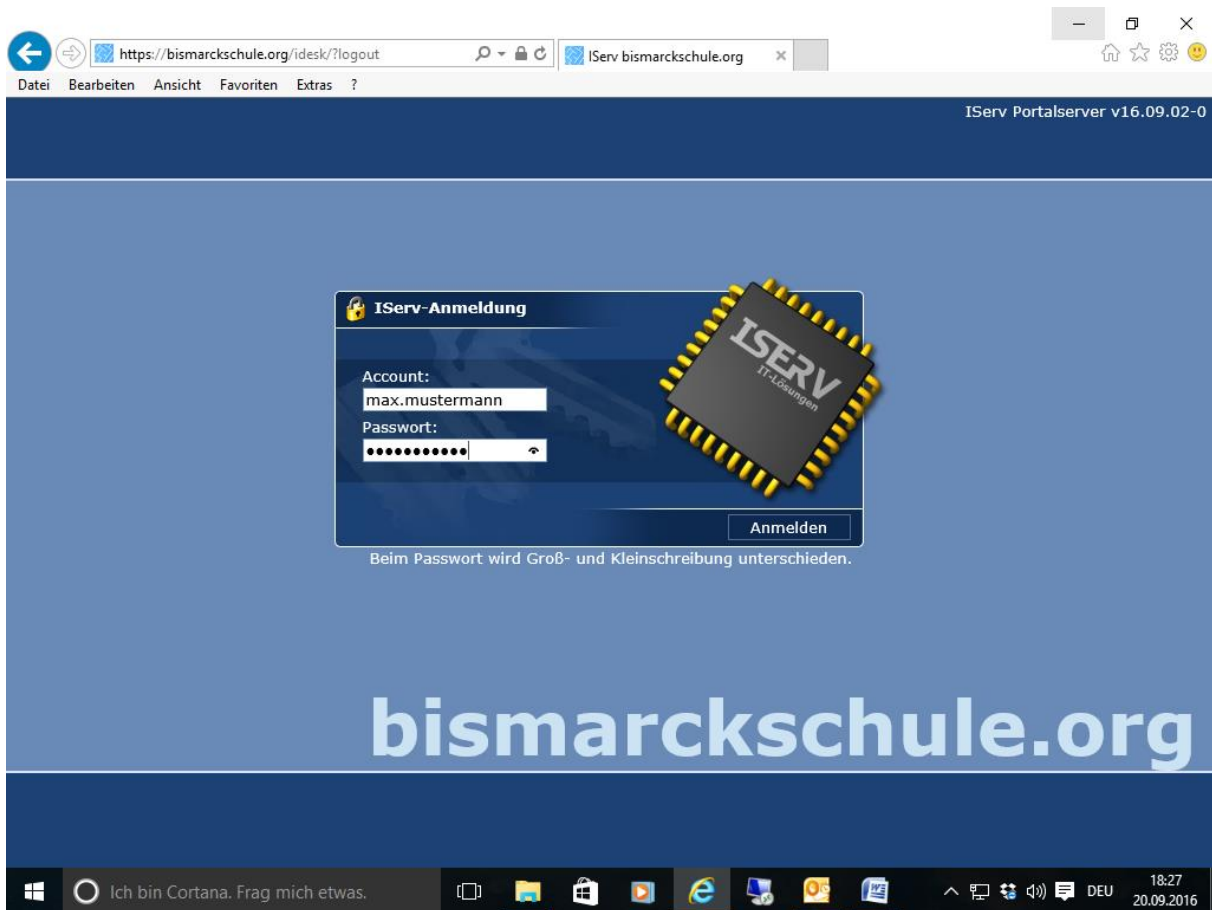 https://bismarckschule.org/idesk/?logout
IServ bismarckschule.org
Datei Bearbeiten Ansicht Favoriten Extras ?
IServ Portalserver v16.09.02-0
IServ-Anmeldung
ISERV
IT-Lösungen
Account:
max.mustermann
Passwort:
•••••••••••
Anmelden
Beim Passwort wird Groß- und Kleinschreibung unterschieden.
bismarckschule.org
Ich bin Cortana. Frag mich etwas.
DEU
18:27
20.09.2016